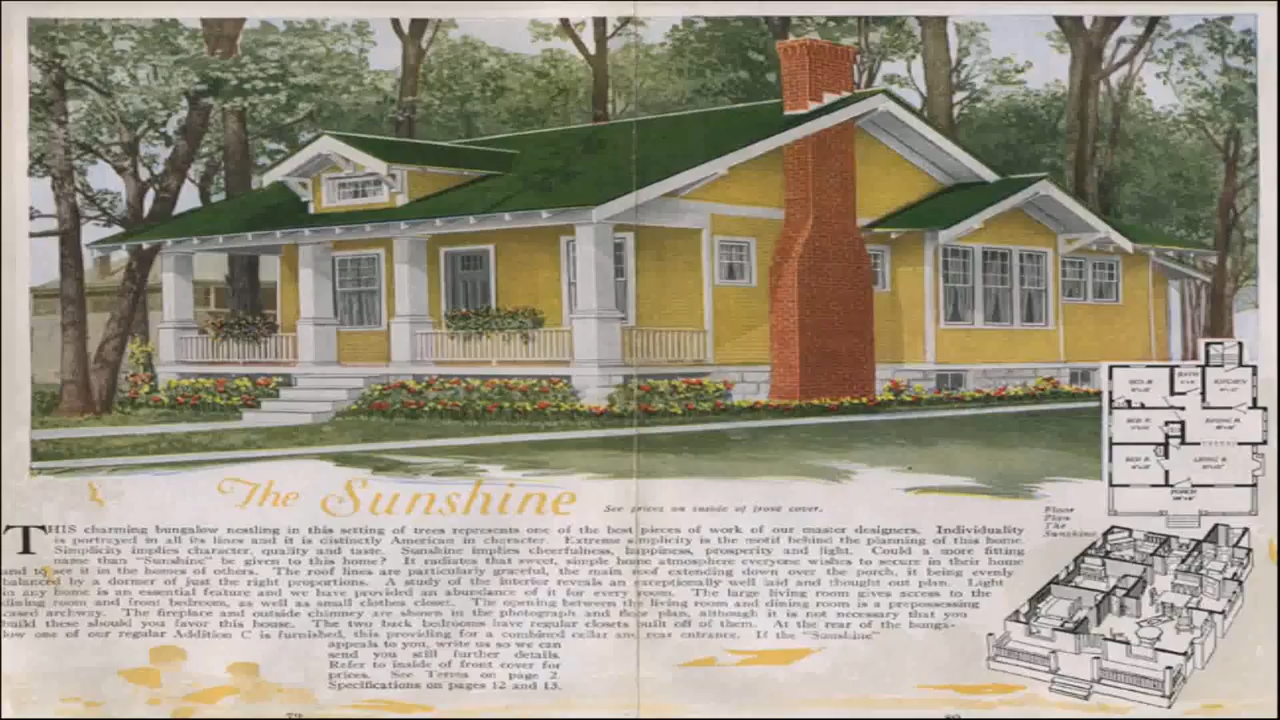 The Sunshine
See prices on inside of front cover.
THIS charming bungalow nestling in this setting of trees represents one of the best pieces of work of our master designers. Individuality
is portrayed in all its lines and it is distinctly American in character. Extreme simplicity is the motif behind the planning of this home.
Simplicity implies character, quality and taste. Sunshine implies cheerfulness, happiness, prosperity and light. Could a more fitting
name than "Sunshine" be given to this home? It radiates that sweet, simple home atmosphere everyone wishes to secure in their home
and to see it in the homes of others. The roof lines are particularly graceful, the main roof extending down over the porch, it being evenly
balanced by a dormer of just the right proportions. A study of the interior reveals an exceptionally well laid and thought out plan. Light
in any home is an essential feature and we have provided an abundance of it for every room. The large living room gives access to the
dining room and front bedroom, as well as small clothes closet. The opening between the living room and dining room is a prepossessing
archway. The fireplace and outside chimney are shown in the photograph and floor plan, although it is not necessary that you
build these should you favor this house. The two back bedrooms have regular closets built off of them. At the rear of the bunga-
low one of our regular Addition C is furnished, this providing for a combined cellar and rear entrance. If the "Sunshine"
appeals to you, write us so we can
send you still further details.
Refer to inside of front cover for
prices. See Terms on page 2.
Specifications on pages 12 and 13.
Floor
Plan
The
Sunshine
BATH
KITCHEN
PORCH